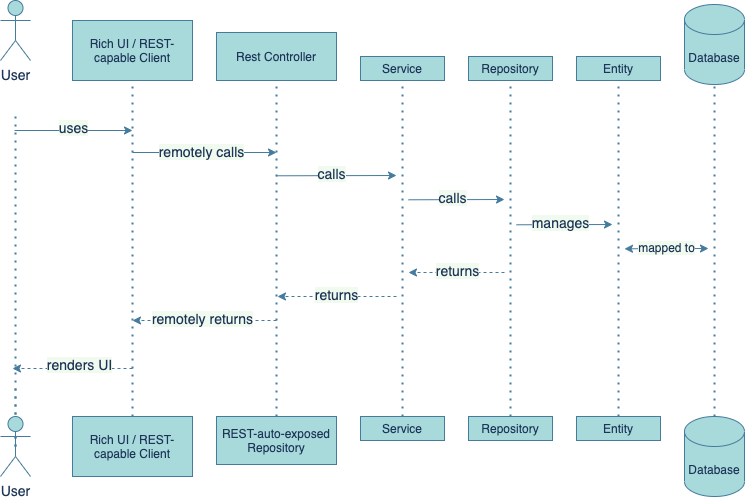 User
Rich UI / REST-
capable Client
Rest Controller
Service
Repository
Entity
Database
uses
remotely calls
calls
calls
manages
mapped to
returns
returns
remotely returns
renders UI
User
Rich UI / REST-
capable Client
REST-auto-exposed
Repository
Service
Repository
Entity
Database